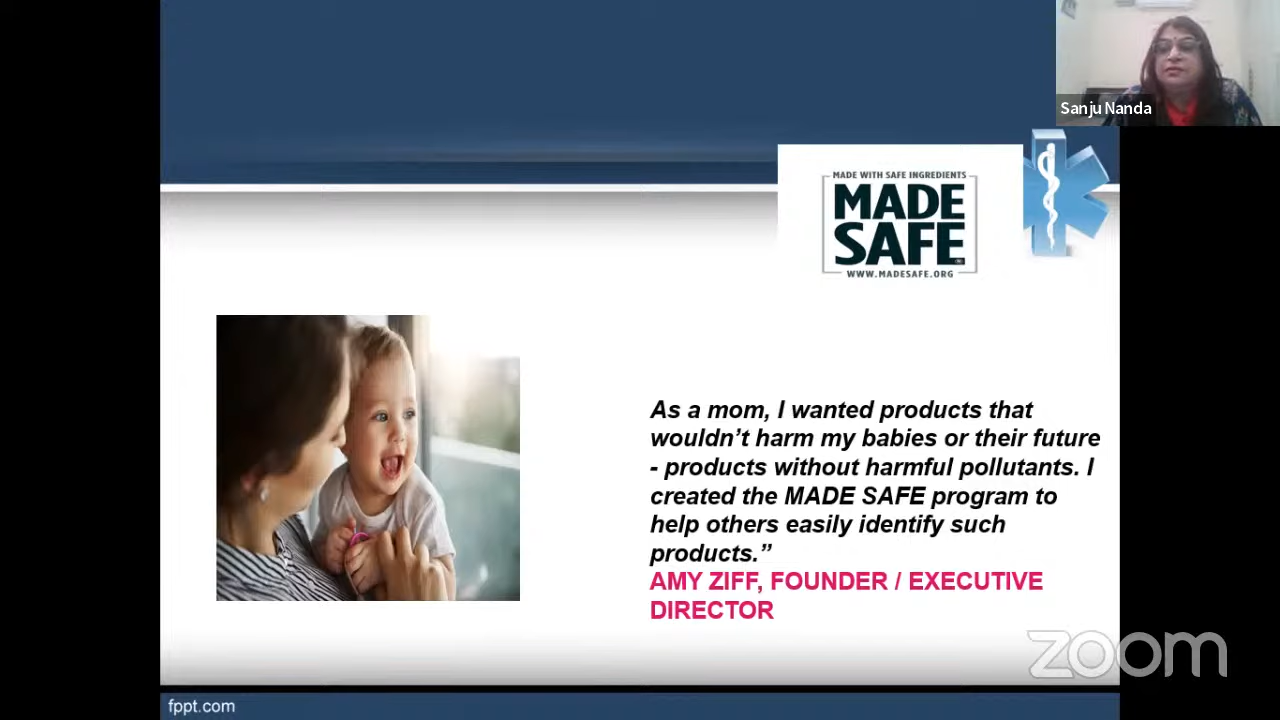 Sanju Nanda
MADE WITH SAFE INGREDIENTS
MADE
SAFE
WWW.MADESAFE.ORG
As a mom, I wanted products that
wouldn’t harm my babies or their future
- products without harmful pollutants. I
created the MADE SAFE program to
help others easily identify such
products.”
AMY ZIFF, FOUNDER / EXECUTIVE
DIRECTOR
zoom
fppt.com